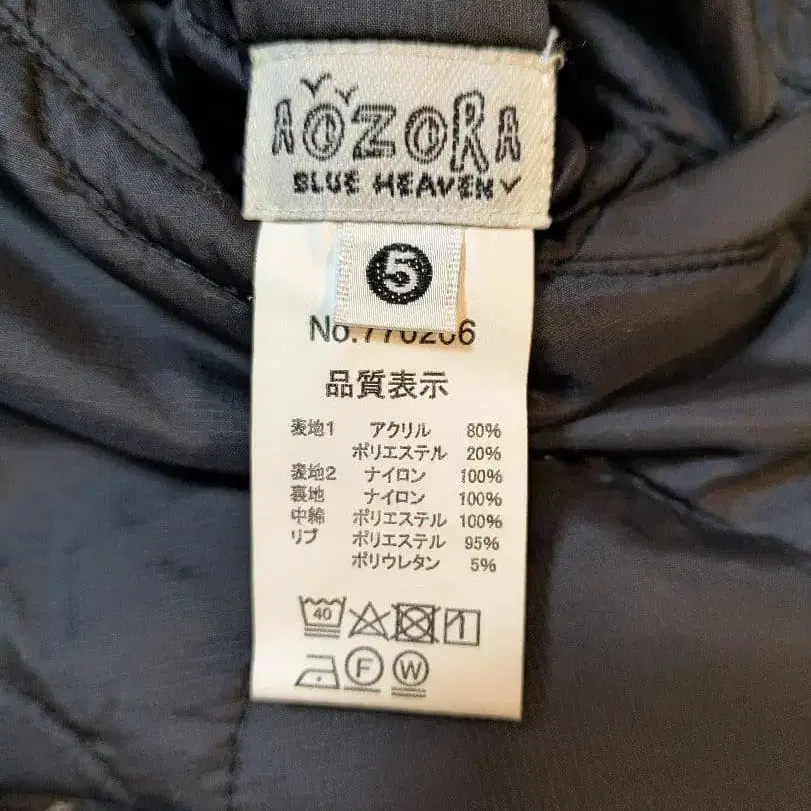 AOZORA
BLUE HEAVEN
5
No.770206
品質表示
表地1 アクリル 80%
ポリエステル 20%
表地2 ナイロン 100%
裏地 ナイロン 100%
中綿 ポリエステル 100%
リブ ポリエステル 95%
ポリウレタン 5%
40
F W